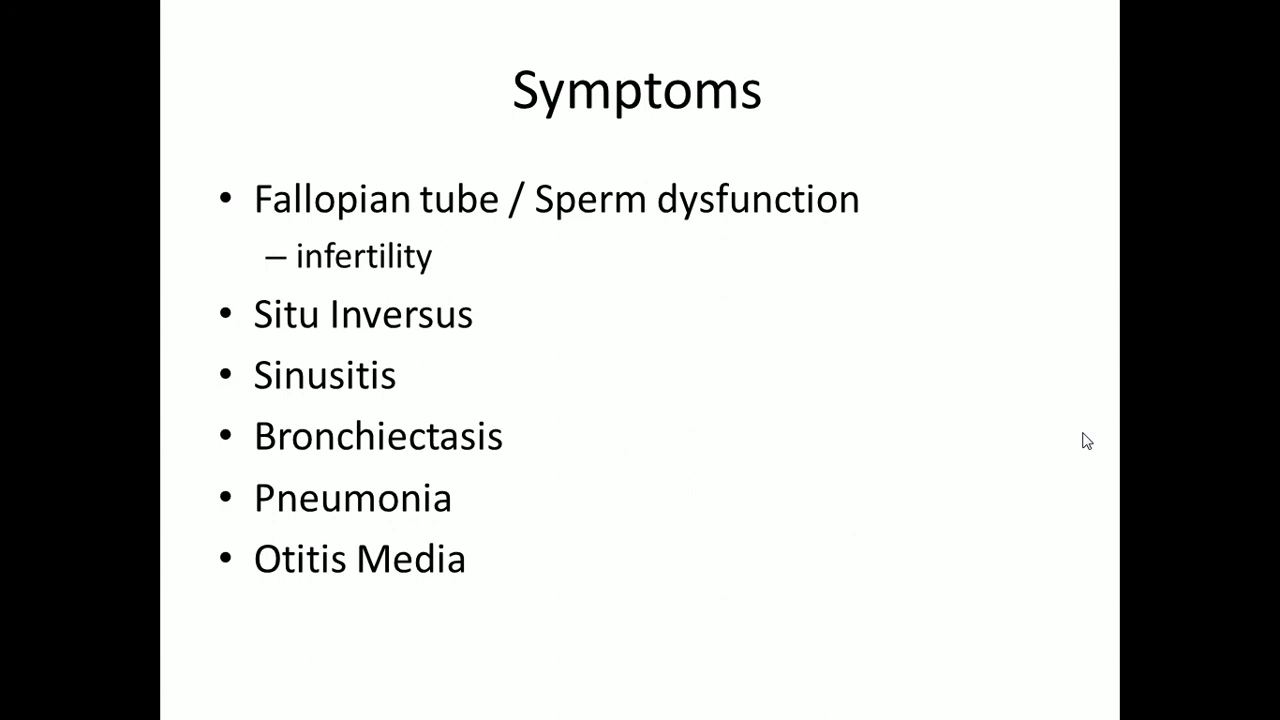 Symptoms
• Fallopian tube / Sperm dysfunction
– infertility
• Situ Inversus
• Sinusitis
• Bronchiectasis
• Pneumonia
• Otitis Media